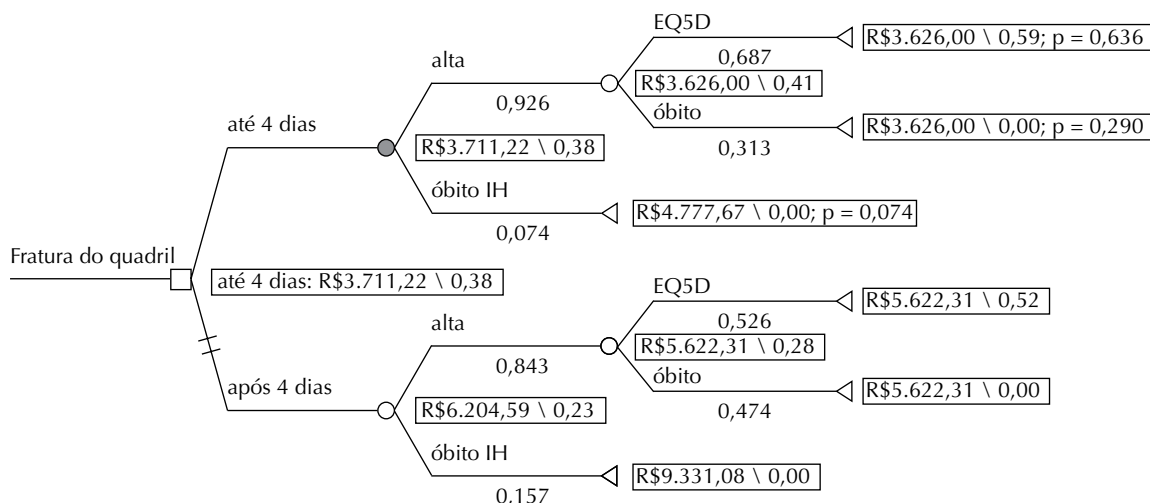 EQ5D
R$3.626,00 \ 0,59; p = 0,636
0,687
alta
R$3.626,00 \ 0,41
0,926
óbito
R$3.626,00 \ 0,00; p = 0,290
0,313
até 4 dias
R$3.711,22 \ 0,38
óbito IH
R$4.777,67 \ 0,00; p = 0,074
0,074
Fratura do quadril
até 4 dias: R$3.711,22 \ 0,38
EQ5D
R$5.622,31 \ 0,52
0,526
alta
R$5.622,31 \ 0,28
0,843
óbito
R$5.622,31 \ 0,00
0,474
após 4 dias
R$6.204,59 \ 0,23
óbito IH
R$9.331,08 \ 0,00
0,157